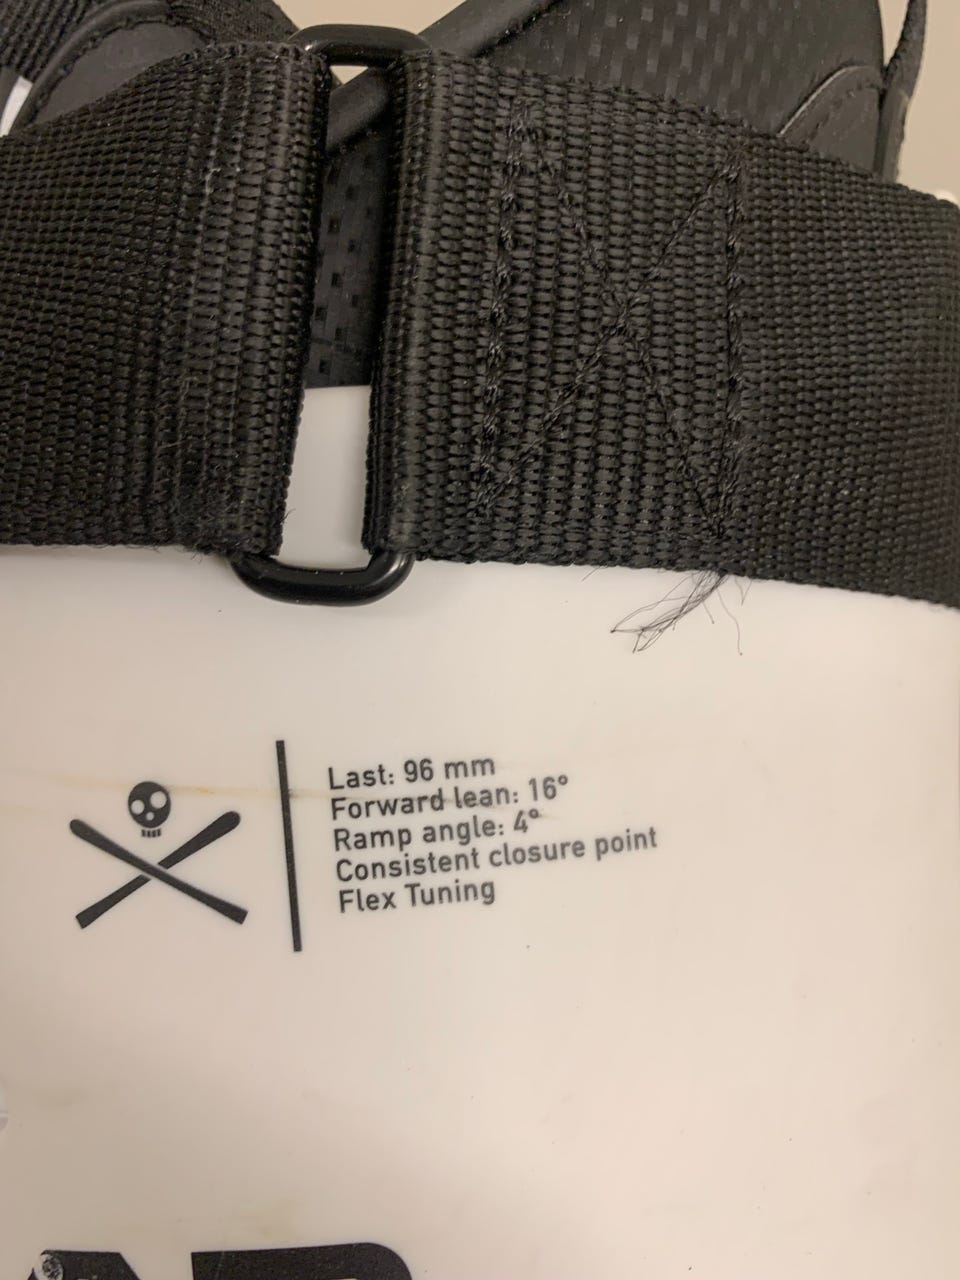 Last: 96 mm
Forward lean: 16°
Ramp angle: 4°
Consistent closure point
Flex Tuning